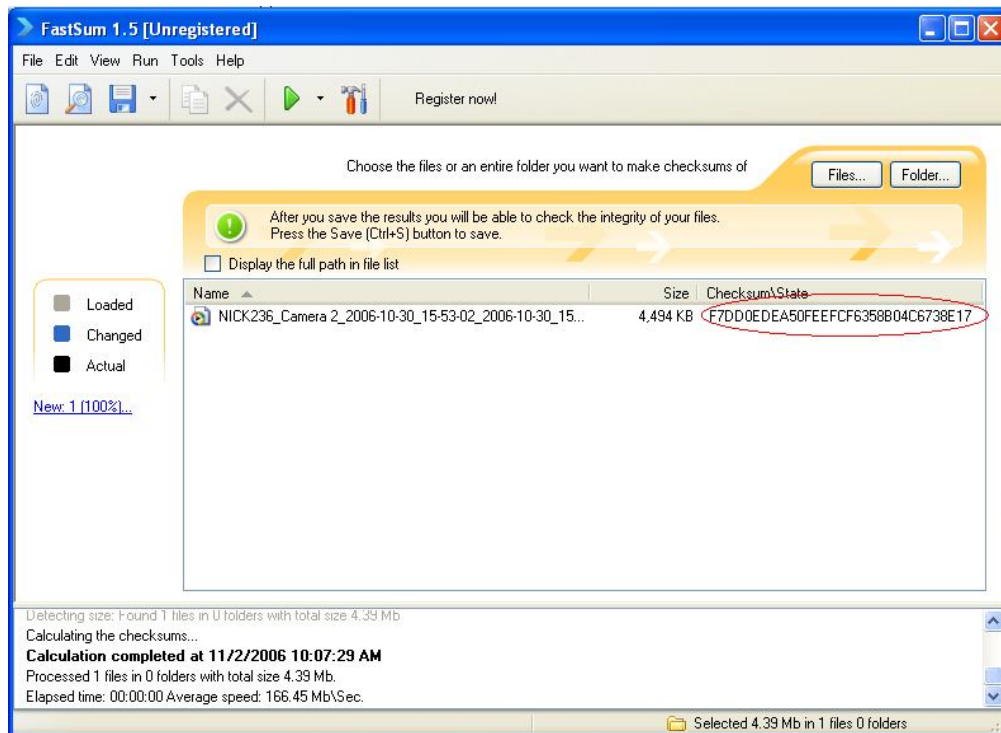 FastSum 1.5 [Unregistered]
File Edit View Run Tools Help
Register now!
Choose the files or an entire folder you want to make checksums of
Files... Folder...
After you save the results you will be able to check the integrity of your files.
Press the Save (Ctrl+S) button to save.
Display the full path in file list
Name Size Checksum\State
NICK236_Camera 2_2006-10-30_15-53-02_2006-10-30_15... 4,494 KB F7DD0EDEA50FEEFCF6358B04C6738E17
Loaded
Changed
Actual
New: 1 (100%)...
Detecting size: Found 1 files in 0 folders with total size 4.39 Mb
Calculating the checksums...
Calculation completed at 11/2/2006 10:07:29 AM
Processed 1 files in 0 folders with total size 4.39 Mb.
Elapsed time: 00:00:00 Average speed: 166.45 Mb\Sec.
Selected 4.39 Mb in 1 files 0 folders